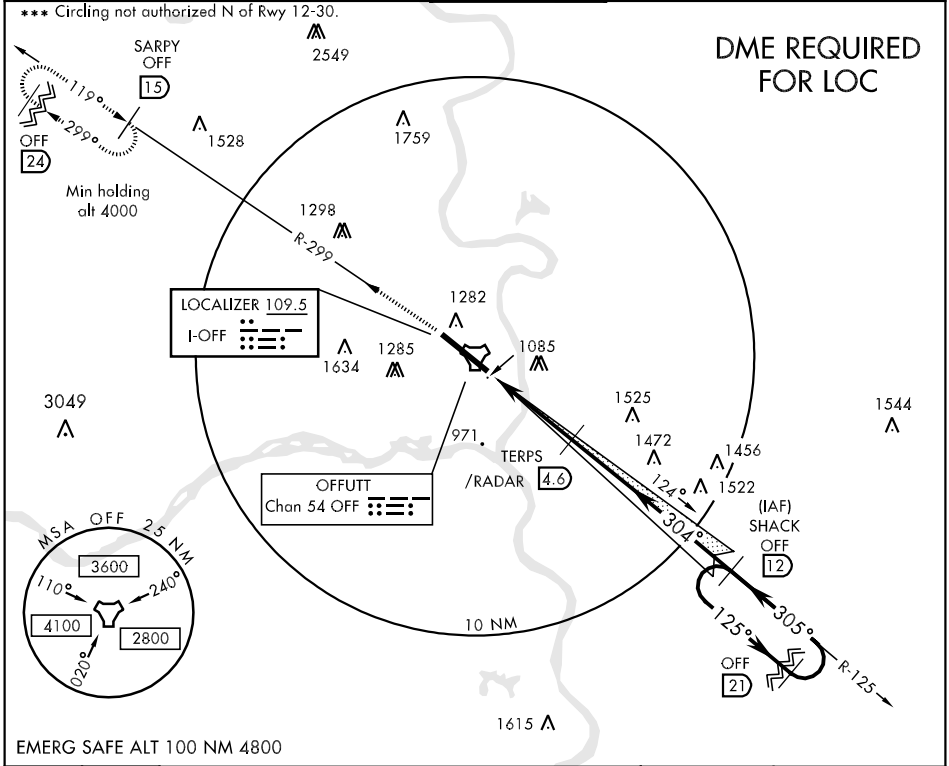 *** Circling not authorized N of Rwy 12-30.
DME REQUIRED
FOR LOC
SARPY
OFF
15
2549
119°
299°
OFF
24
1528
1759
Min holding
alt 4000
1298
R-299
LOCALIZER 109.5
I-OFF
1282
1634
1285
1085
3049
1525
1544
971
1472
1456
TERPS
/RADAR
4.6
124°
1522
OFFUTT
Chan 54 OFF
304°
(IAF)
SHACK
OFF
12
MSA OFF 25 NM
3600
110°
240°
4100
2800
020°
10 NM
125°
305°
OFF
21
R-125
1615
EMERG SAFE ALT 100 NM 4800